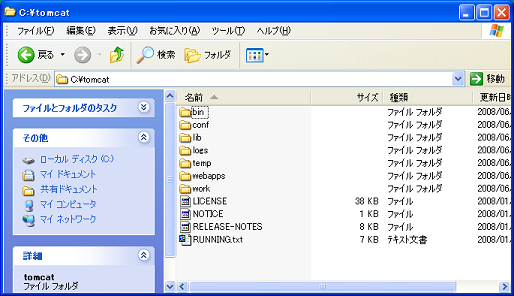 C:¥tomcat
ファイル(F) 編集(E) 表示(V) お気に入り(A) ツール(T) ヘルプ(H)
戻る 検索 フォルダ
アドレス(D) C:¥tomcat 移動
ファイルとフォルダのタスク
その他
ローカル ディスク (C:)
マイ ドキュメント
共有ドキュメント
マイ コンピュータ
マイ ネットワーク
詳細
tomcat
ファイル フォルダ
名前 サイズ 種類 更新日時
bin ファイル フォルダ 2008/06/
conf ファイル フォルダ 2008/06/
lib ファイル フォルダ 2008/06/
logs ファイル フォルダ 2008/06/
temp ファイル フォルダ 2008/06/
webapps ファイル フォルダ 2008/06/
work ファイル フォルダ 2008/06/
LICENSE 38 KB ファイル 2008/01/
NOTICE 1 KB ファイル 2008/01/
RELEASE-NOTES 8 KB ファイル 2008/01/
RUNNING.txt 7 KB テキスト文書 2008/01/